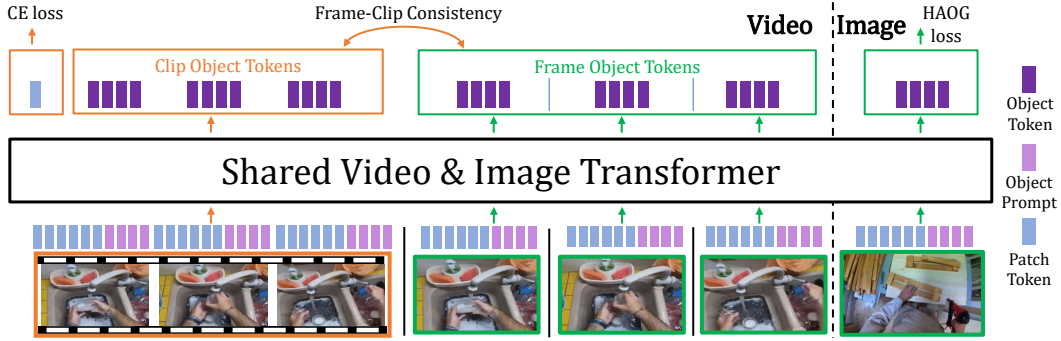 CE loss
Frame-Clip Consistency
Video
Image
HAOG
loss
Clip Object Tokens
Frame Object Tokens
Object
Token
Shared Video & Image Transformer
Object
Prompt
Patch
Token